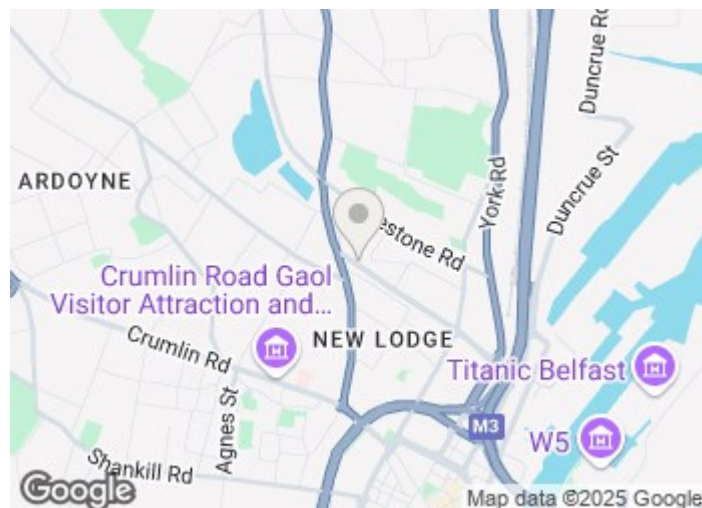 Duncrue Rd
ARDOYNE
York Rd
Duncrue St
estone Rd
Crumlin Road Gaol
Visitor Attraction and...
NEW LODGE
Crumlin Rd
Titanic Belfast
Agnes St
M3
W5
Shankill Rd
Google
Map data ©2025 Google